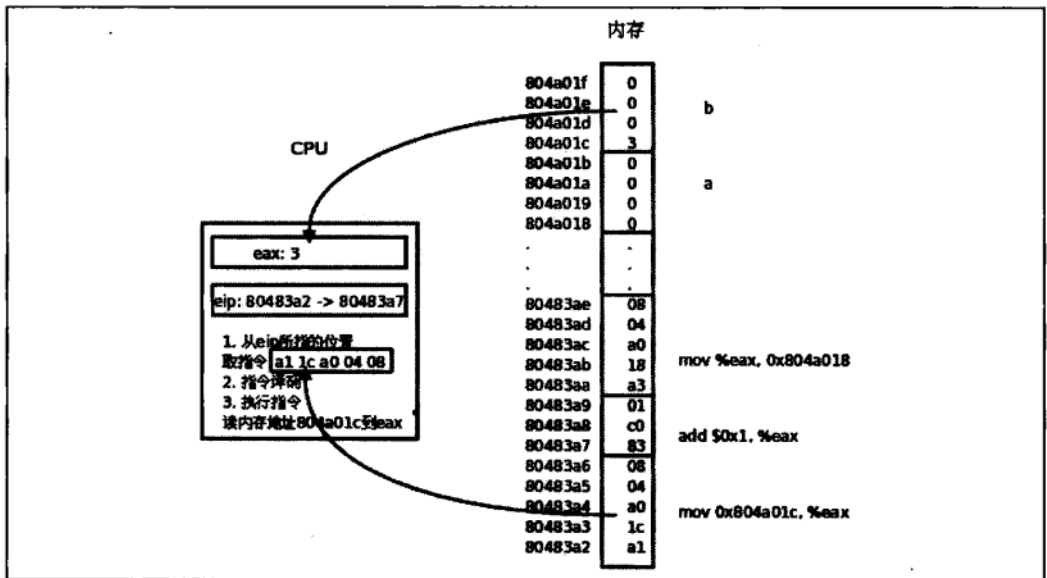 内存
804a01f 0
804a01e 0
804a01d 0
804a01c 3
b
804a01b 0
804a01a 0
804a019 0
804a018 0
a
CPU
eax: 3
eip: 80483a2 -> 80483a7
1. 从eip所指的位置
取指令 a1 1c a0 04 08
2. 指令译码
3. 执行指令
读内存地址804a01c到eax
. .
. .
. .
80483ae 08
80483ad 04
80483ac a0
80483ab 18
80483aa a3
mov %eax, 0x804a018
80483a9 01
80483a8 c0
80483a7 83
add $0x1, %eax
80483a6 08
80483a5 04
80483a4 a0
80483a3 1c
80483a2 a1
mov 0x804a01c, %eax